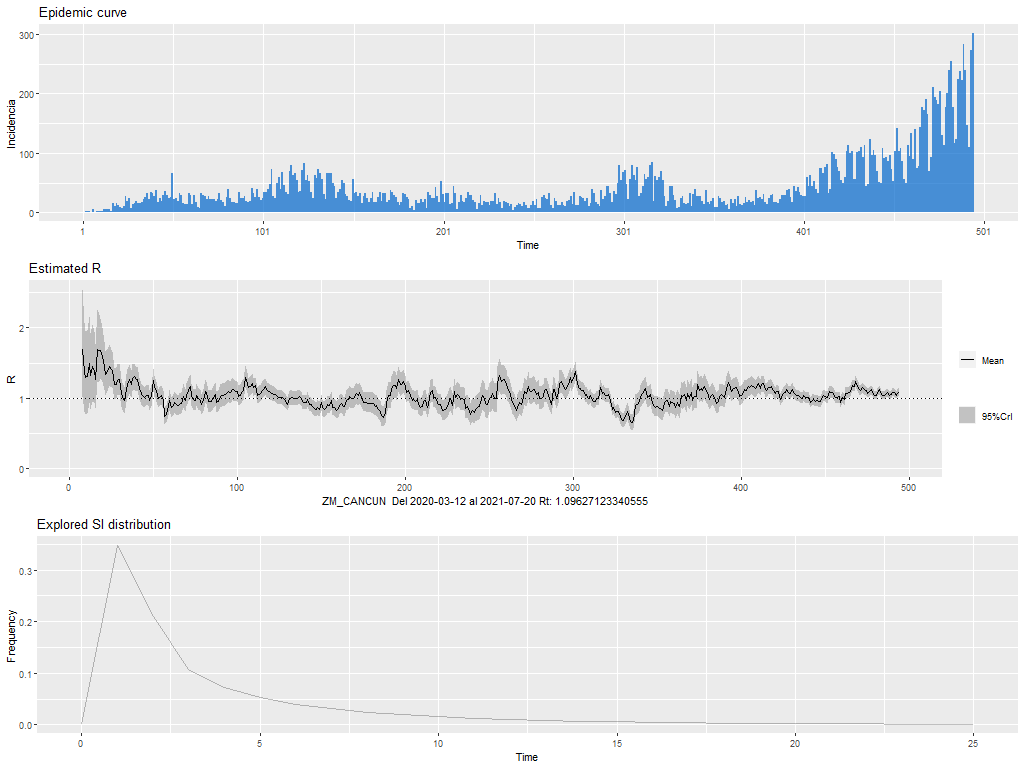 Epidemic curve
300
200
100
0
Incidencia
1
101
201
301
401
501
Time
Estimated R
2
1
0
R
0
100
200
300
400
500
ZM_CANCUN Del 2020-03-12 al 2021-07-20 Rt: 1.09627123340555
Mean
95%CrI
Explored SI distribution
0.3
0.2
0.1
0.0
Frequency
0
5
10
15
20
25
Time